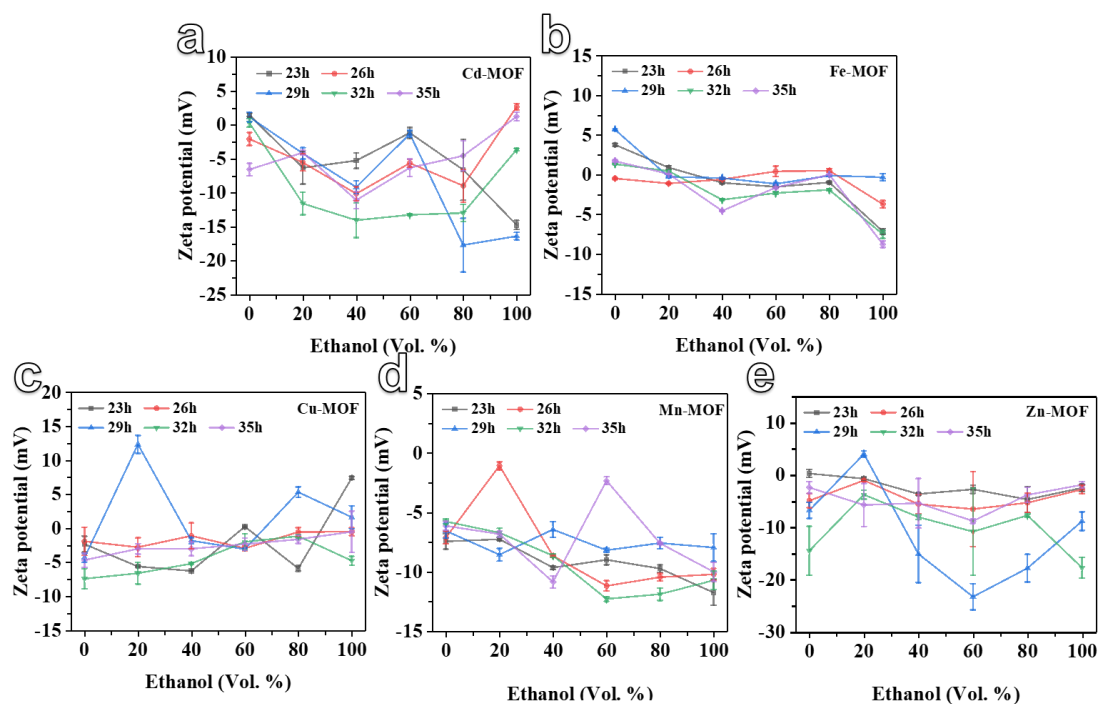 a
10
5
0
-5
-10
-15
-20
-25
Zeta potential (mV)
23h 26h Cd-MOF
29h 32h 35h
0 20 40 60 80 100
Ethanol (Vol. %)
b
15
10
5
0
-5
-10
-15
Zeta potential (mV)
23h 26h Fe-MOF
29h 32h 35h
0 20 40 60 80 100
Ethanol (Vol. %)
c
20
15
10
5
0
-5
-10
-15
Zeta potential (mV)
23h 26h Cu-MOF
29h 32h 35h
0 20 40 60 80 100
Ethanol (Vol. %)
d
5
0
-5
-10
-15
Zeta potential (mV)
23h Mn-MOF
26h
29h
32h
35h
0 20 40 60 80 100
Ethanol (Vol. %)
e
10
0
-10
-20
-30
Zeta potential (mV)
23h 26h Zn-MOF
29h 32h 35h
0 20 40 60 80 100
Ethanol (Vol. %)